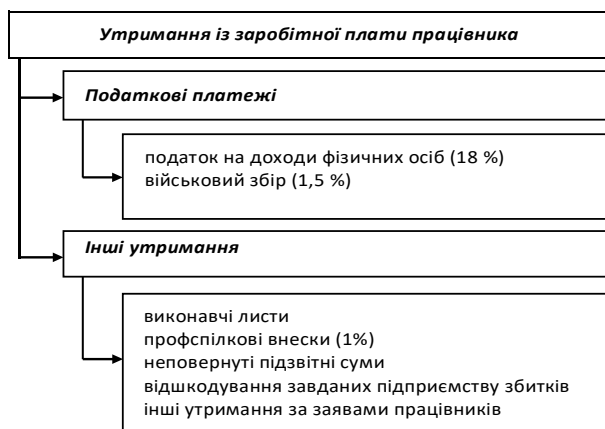 Утримання із заробітної плати працівника
Податкові платежі
податок на доходи фізичних осіб (18 %)
військовий збір (1,5 %)
Інші утримання
виконавчі листи
профспілкові внески (1%)
неповернуті підзвітні суми
відшкодування завданих підприємству збитків
інші утримання за заявами працівників